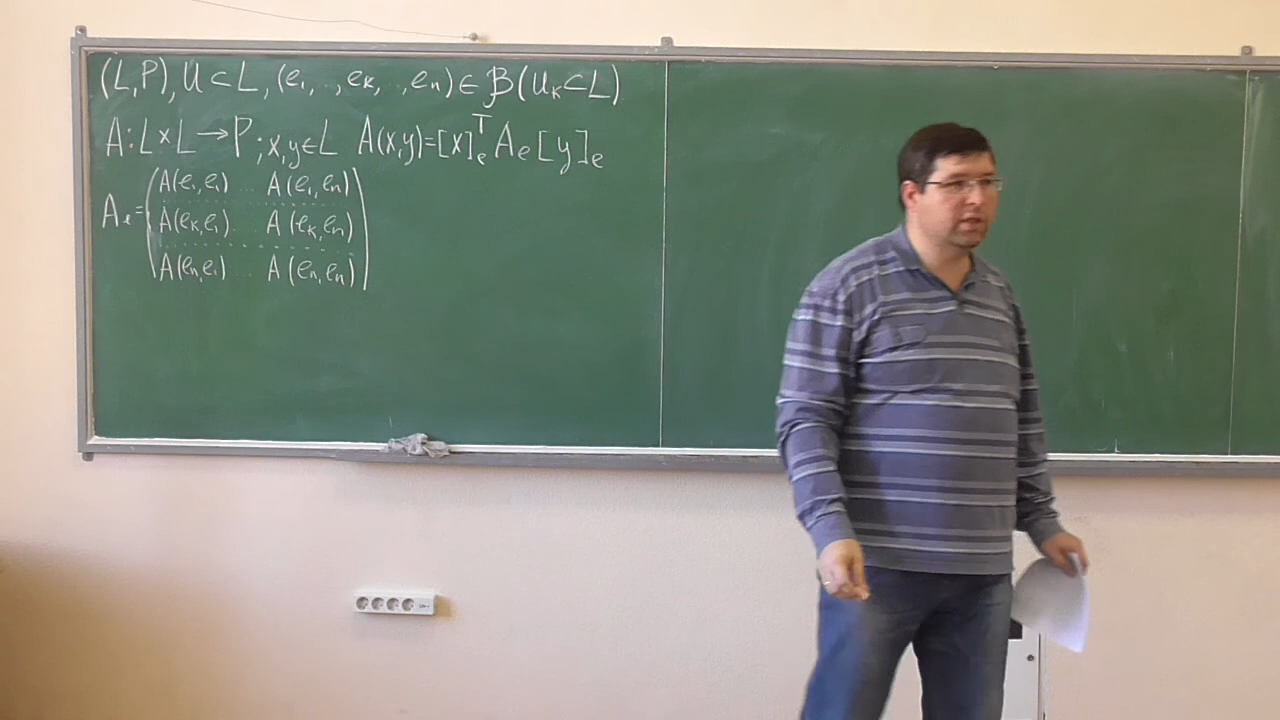 (L,P), U⊂L, (e₁, .., eₖ, .., eₙ) ∈ β(Uₖ⊂L)
A: L×L → P; x,y∈L A(x,y)=[x]ₑᵀ Aₑ [y]ₑ
A(e₁,e₁) ... A(e₁,eₙ)
Aₑ= A(eₖ,e₁) ... A(eₖ,eₙ)
A(eₙ,e₁) ... A(eₙ,eₙ)